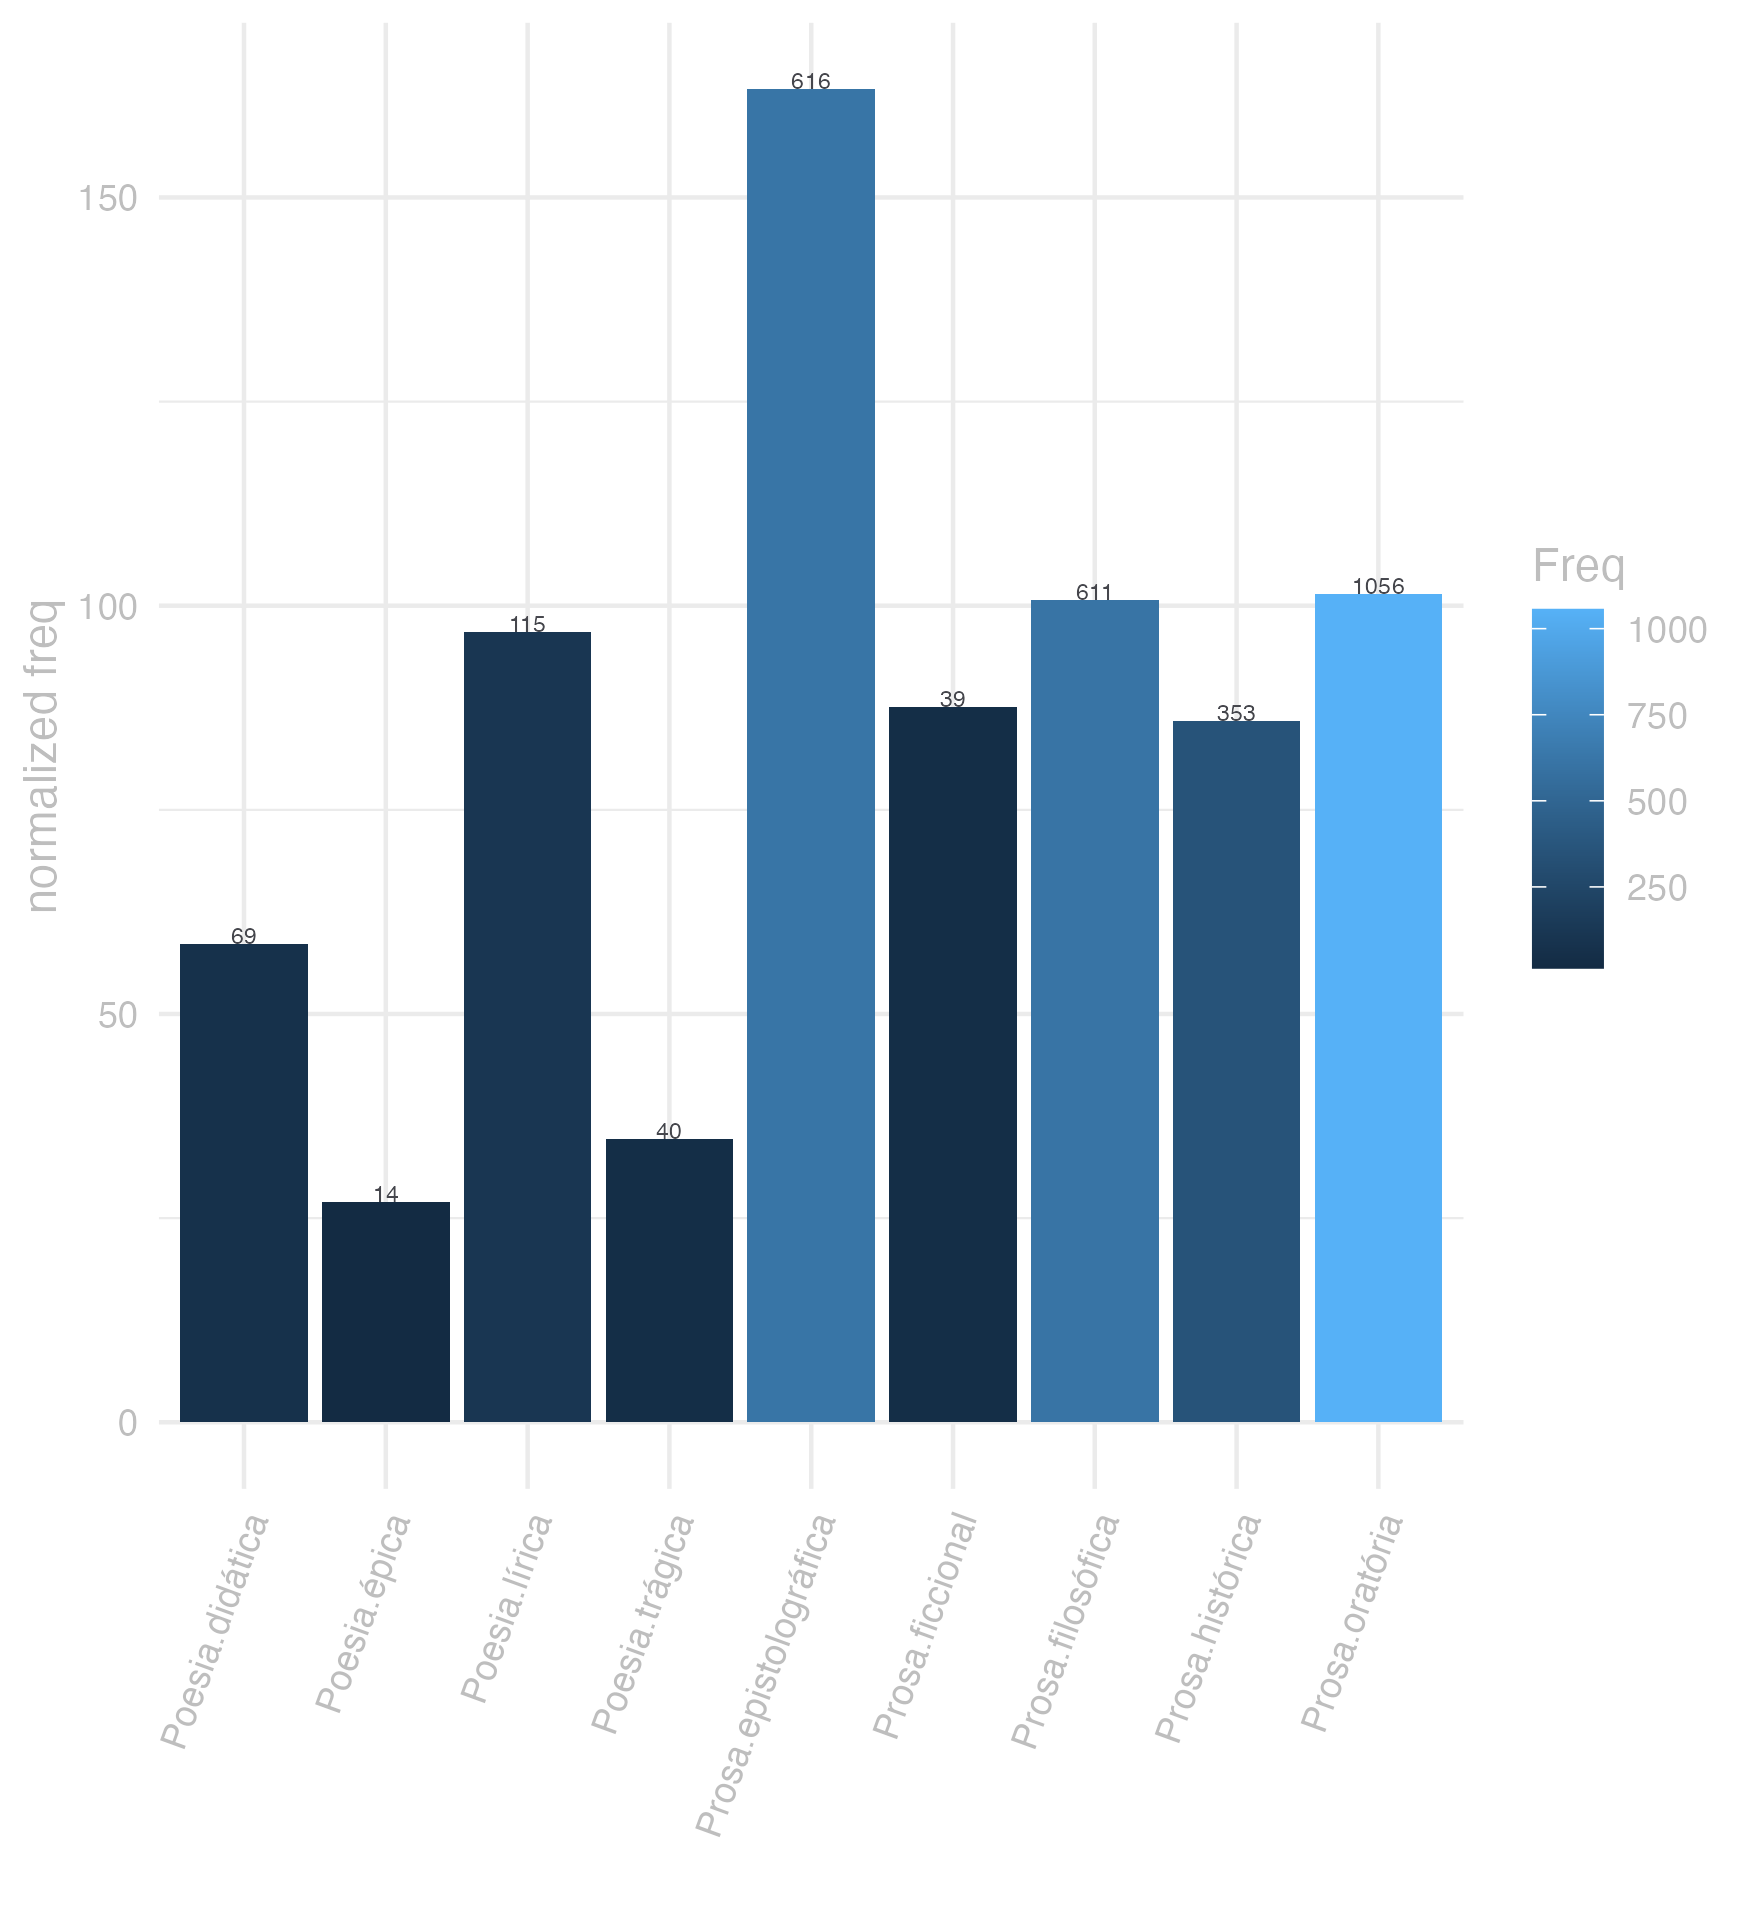 normalized freq
150
100
50
0
69
14
115
40
616
39
611
353
1056
Poesia.didática
Poesia.épica
Poesia.lírica
Poesia.trágica
Prosa.epistolográfica
Prosa.ficcional
Prosa.filosófica
Prosa.histórica
Prosa.oratória
Freq
1000
750
500
250